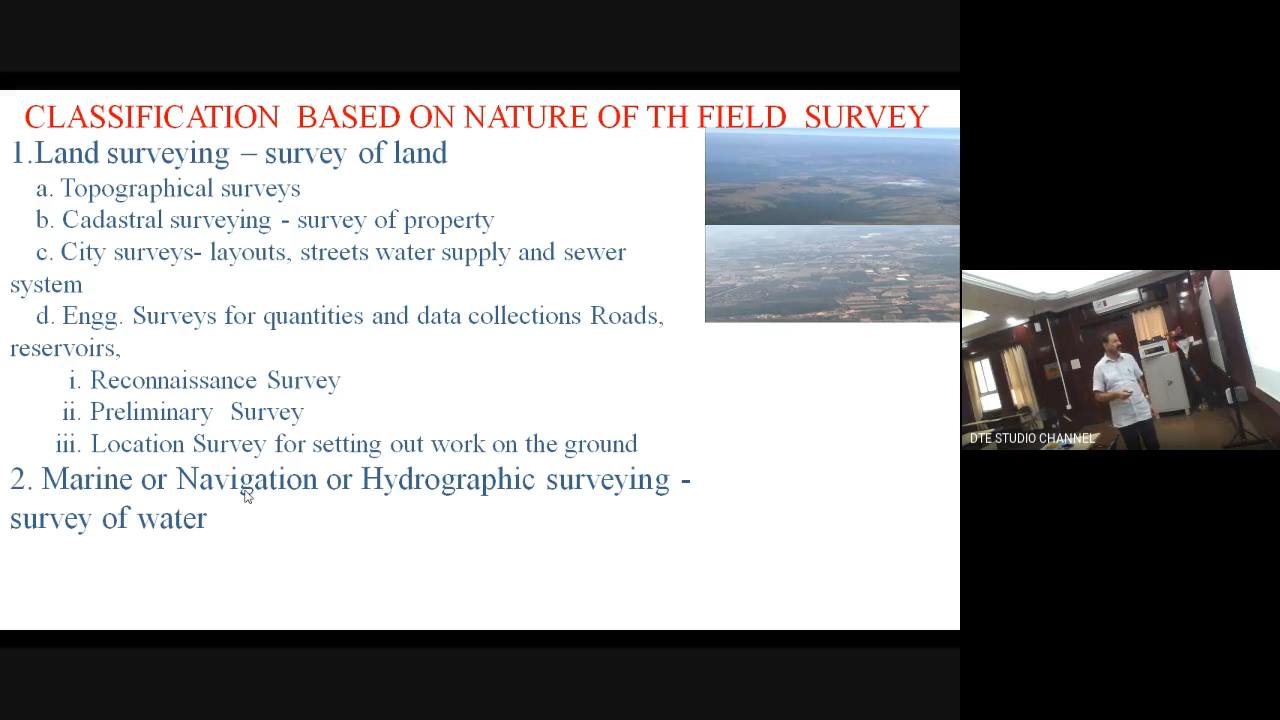 CLASSIFICATION BASED ON NATURE OF TH FIELD SURVEY
1.Land surveying – survey of land
a. Topographical surveys
b. Cadastral surveying - survey of property
c. City surveys- layouts, streets water supply and sewer
system
d. Engg. Surveys for quantities and data collections Roads,
reservoirs,
i. Reconnaissance Survey
ii. Preliminary Survey
iii. Location Survey for setting out work on the ground
2. Marine or Navigation or Hydrographic surveying -
survey of water
DTE STUDIO CHANNEL